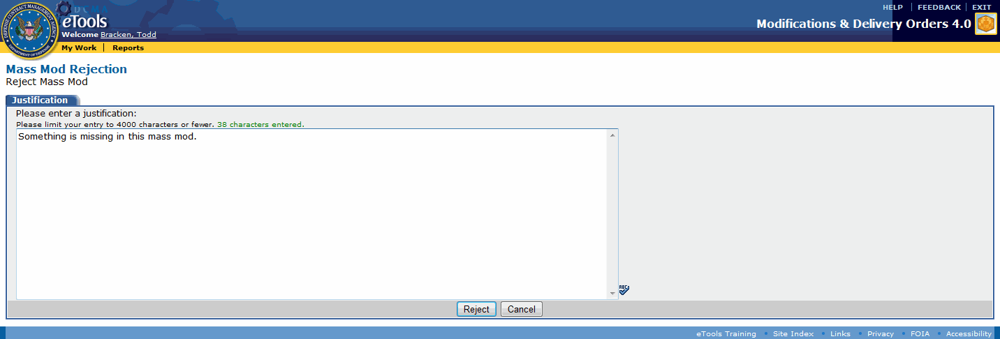 HELP | FEEDBACK | EXIT
DCMA
eTools
Modifications & Delivery Orders 4.0
Welcome Bracken, Todd
DEFENSE CONTRACT MANAGEMENT AGENCY
DEPARTMENT OF DEFENSE
My Work | Reports
Mass Mod Rejection
Reject Mass Mod
Justification
Please enter a justification:
Please limit your entry to 4000 characters or fewer. 38 characters entered.
Something is missing in this mass mod.
ABC
Reject Cancel
eTools Training • Site Index • Links • Privacy • FOIA • Accessibility